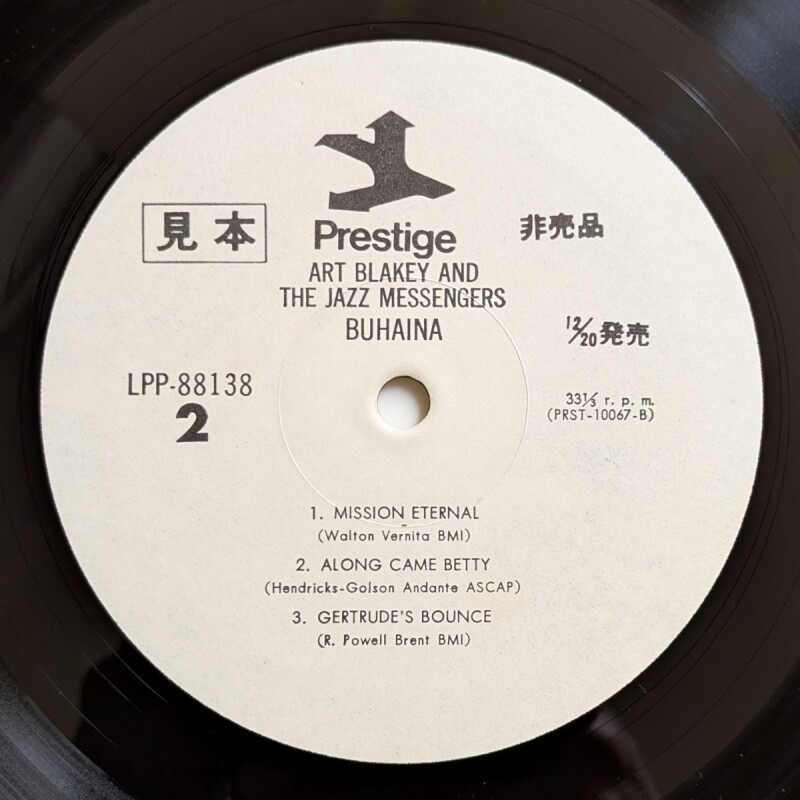 見本
Prestige
非売品
ART BLAKEY AND
THE JAZZ MESSENGERS
BUHAINA
12/20発売
LPP-88138
2
33⅓ r. p. m.
(PRST-10067-B)
1. MISSION ETERNAL
(Walton Vernita BMI)
2. ALONG CAME BETTY
(Hendricks-Golson Andante ASCAP)
3. GERTRUDE'S BOUNCE
(R. Powell Brent BMI)